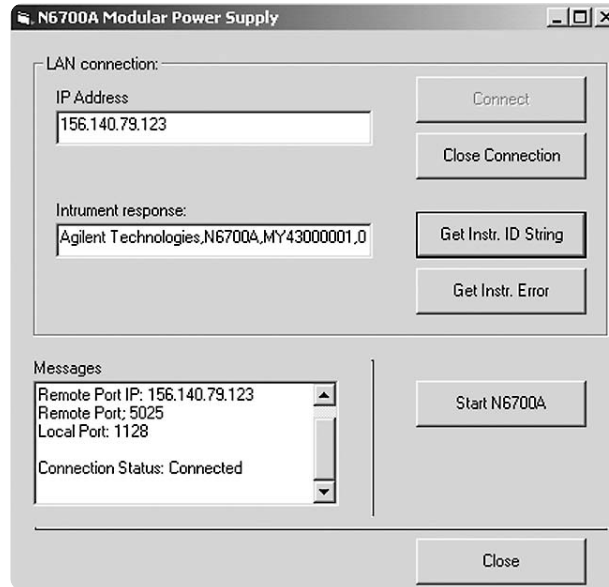 N6700A Modular Power Supply
LAN connection:
IP Address
156.140.79.123
Connect
Close Connection
Intrument response:
Agilent Technologies,N6700A,MY43000001,0
Get Instr. ID String
Get Instr. Error
Messages
Remote Port IP: 156.140.79.123
Remote Port; 5025
Local Port: 1128
Connection Status: Connected
Start N6700A
Close